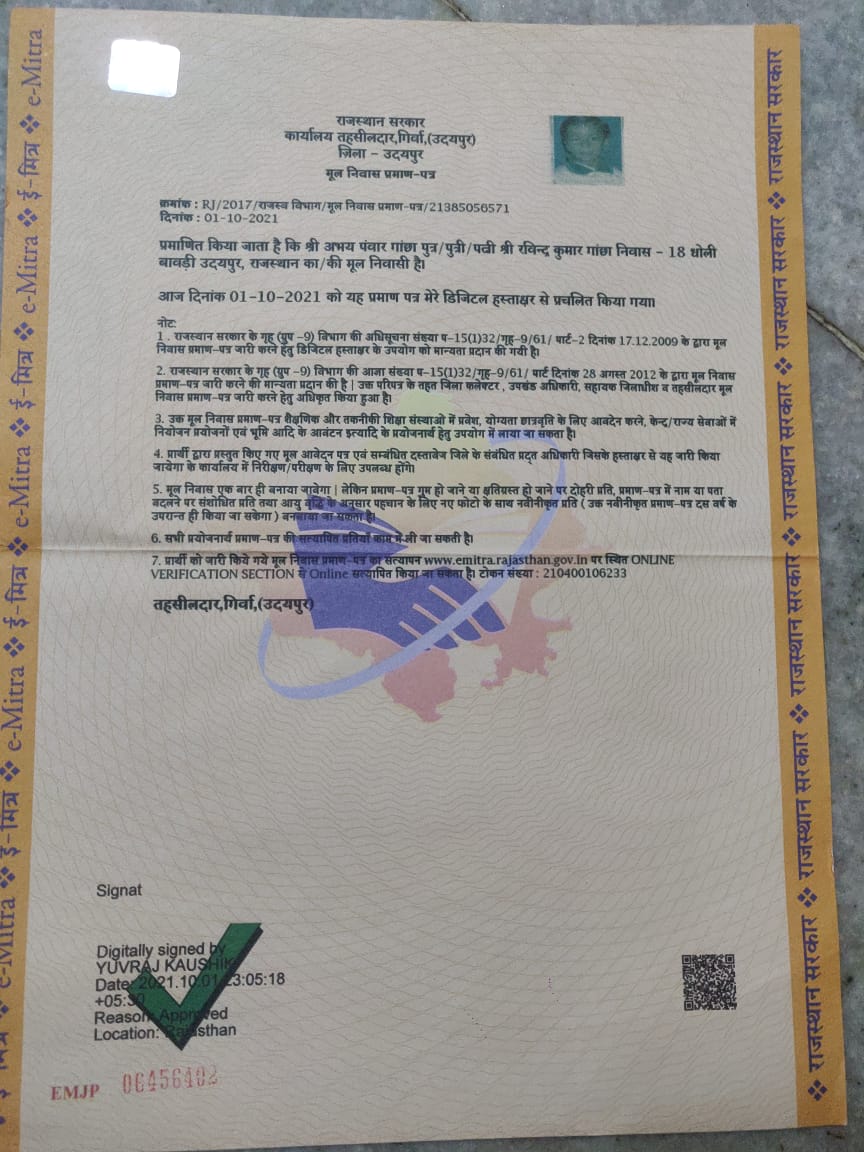 राजस्थान सरकार
कार्यालय तहसीलदार,गिर्वा,(उदयपुर)
ज़िला - उदयपुर
मूल निवास प्रमाण-पत्र
क्रमांक : RJ/2017/राजस्व विभाग/मूल निवास प्रमाण-पत्र/21385056571
दिनांक : 01-10-2021
प्रमाणित किया जाता है कि श्री अभय पंवार गांछा पुत्र/पुत्री/पत्नी श्री रविन्द्र कुमार गांछा निवास - 18 धोली
बावड़ी उदयपुर, राजस्थान का/की मूल निवासी है।
आज दिनांक 01-10-2021 को यह प्रमाण पत्र मेरे डिजिटल हस्ताक्षर से प्रचलित किया गया।
नोट:
1 . राजस्थान सरकार के गृह (ग्रुप -9) विभाग की अधिसूचना संख्या प-15(1)32/गृह-9/61/ पार्ट-2 दिनांक 17.12.2009 के द्वारा मूल
निवास प्रमाण-पत्र जारी करने हेतु डिजिटल हस्ताक्षर के उपयोग को मान्यता प्रदान की गयी है।
2. राजस्थान सरकार के गृह (ग्रुप -9) विभाग की आज्ञा संख्या प-15(1)32/गृह-9/61/ पार्ट दिनांक 28 अगस्त 2012 के द्वारा मूल निवास
प्रमाण-पत्र जारी करने की मान्यता प्रदान की है | उक्त परिपत्र के तहत जिला कलेक्टर , उपखंड अधिकारी, सहायक जिलाधीश व तहसीलदार मूल
निवास प्रमाण-पत्र जारी करने हेतु अधिकृत किया हुआ है।
3. उक्त मूल निवास प्रमाण-पत्र शैक्षणिक और तकनीकी शिक्षा संस्थाओ में प्रवेश, योग्यता छात्रवृति के लिए आवदेन करने, केन्द/राज्य सेवाओं में
नियोजन प्रयोजनों एवं भूमि आदि के आवंटन इत्यादि के प्रयोजनार्थ हेतु उपयोग में लाया जा सकता है।
4. प्रार्थी द्वारा प्रस्तुत किए गए मूल आवेदन पत्र एवं सम्बंधित दस्तावेज जिले के संबंधित प्रदत् अधिकारी जिसके हस्ताक्षर से यह जारी किया
जायेगा के कार्यालय में निरीक्षण/परीक्षण के लिए उपलब्ध होंगे।
5. मूल निवास एक बार ही बनाया जावेगा | लेकिन प्रमाण-पत्र गुम हो जाने या क्षतिग्रस्त हो जाने पर दोहरी प्रति, प्रमाण-पत्र में नाम या पता
बदलने पर संशोधित प्रति तथा आयु वृद्धि के अनुसार पहचान के लिए नए फोटो के साथ नवीनीकृत प्रति ( उक्त नवीनीकृत प्रमाण-पत्र दस वर्ष के
उपरान्त ही किया जा सकेगा ) बनवाया जा सकता है।
6. सभी प्रयोजनार्थ प्रमाण-पत्र की सत्यापित प्रतियाँ काम में ली जा सकती है।
7. प्रार्थी को जारी किये गये मूल निवास प्रमाण-पत्र का सत्यापन www.emitra.rajasthan.gov.in पर स्थित ONLINE
VERIFICATION SECTION से Online सत्यापित किया जा सकता है। टोकन संख्या : 210400106233
तहसीलदार,गिर्वा,(उदयपुर)
Signat
Digitally signed by
YUVRAJ KAUSHIK
Date: 2021.10.01 23:05:18
+05:30
Reason: Approved
Location: Rajasthan
EMJP 06456402
ई-मित्र ❖ e-Mitra ❖ ई-मित्र ❖ e-Mitra ❖ ई-मित्र ❖ e-Mitra ❖ ई-मित्र ❖ e-Mitra ❖ ई-मित्र ❖ e-Mitra ❖ ई-मित्र ❖ e-Mitra
❖ राजस्थान सरकार ❖ राजस्थान सरकार ❖ राजस्थान सरकार ❖ राजस्थान सरकार ❖ राजस्थान सरकार ❖ राजस्थान सरकार